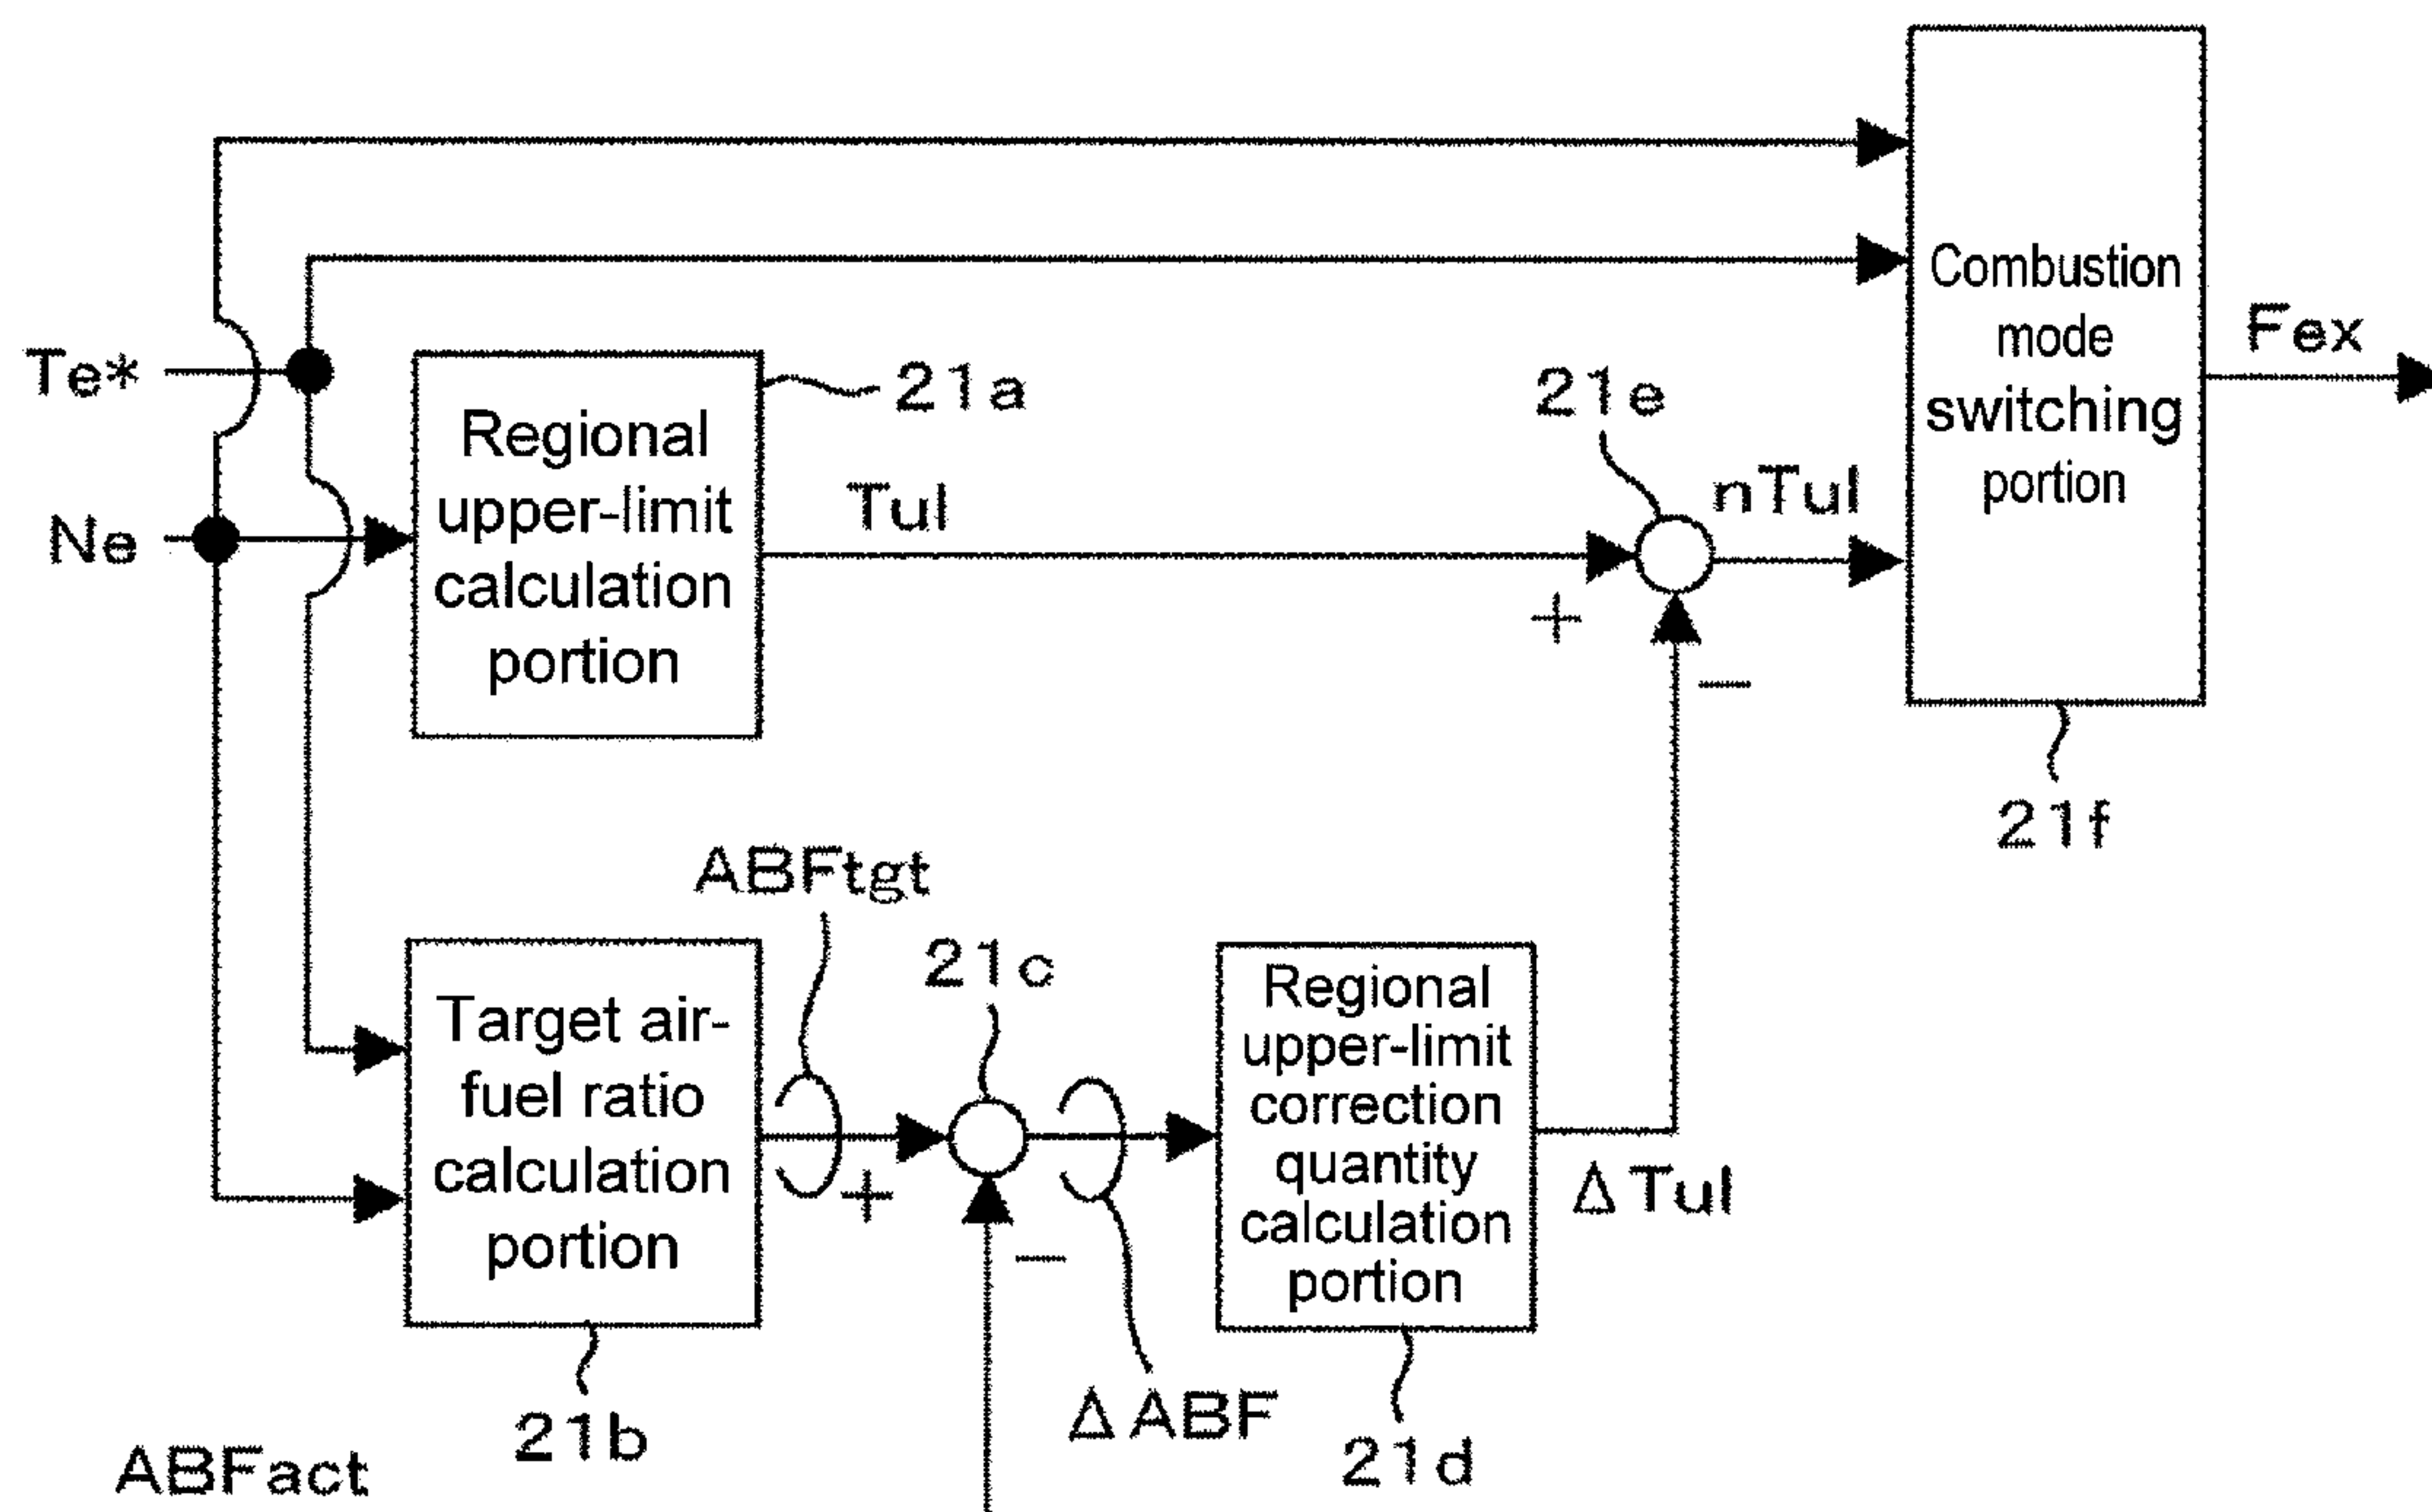 Te*
Ne
Regional
upper-limit
calculation
portion
21a
Tul
21e
nTul
+
−
Combustion
mode
switching
portion
Fex
21f
Target air-
fuel ratio
calculation
portion
21b
ABFtgt
+
−
21c
ΔABF
Regional
upper-limit
correction
quantity
calculation
portion
21d
ΔTul
ABFact